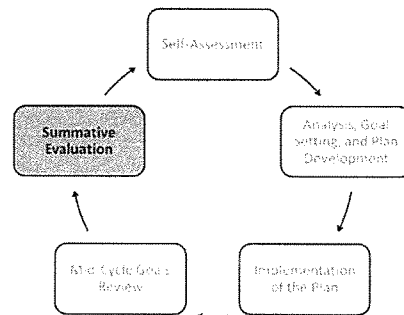 Self-Assessment
Analysis, Goal
Setting, and Plan
Development
Implementation
of the Plan
Mid-Cycle Goals
Review
Summative
Evaluation